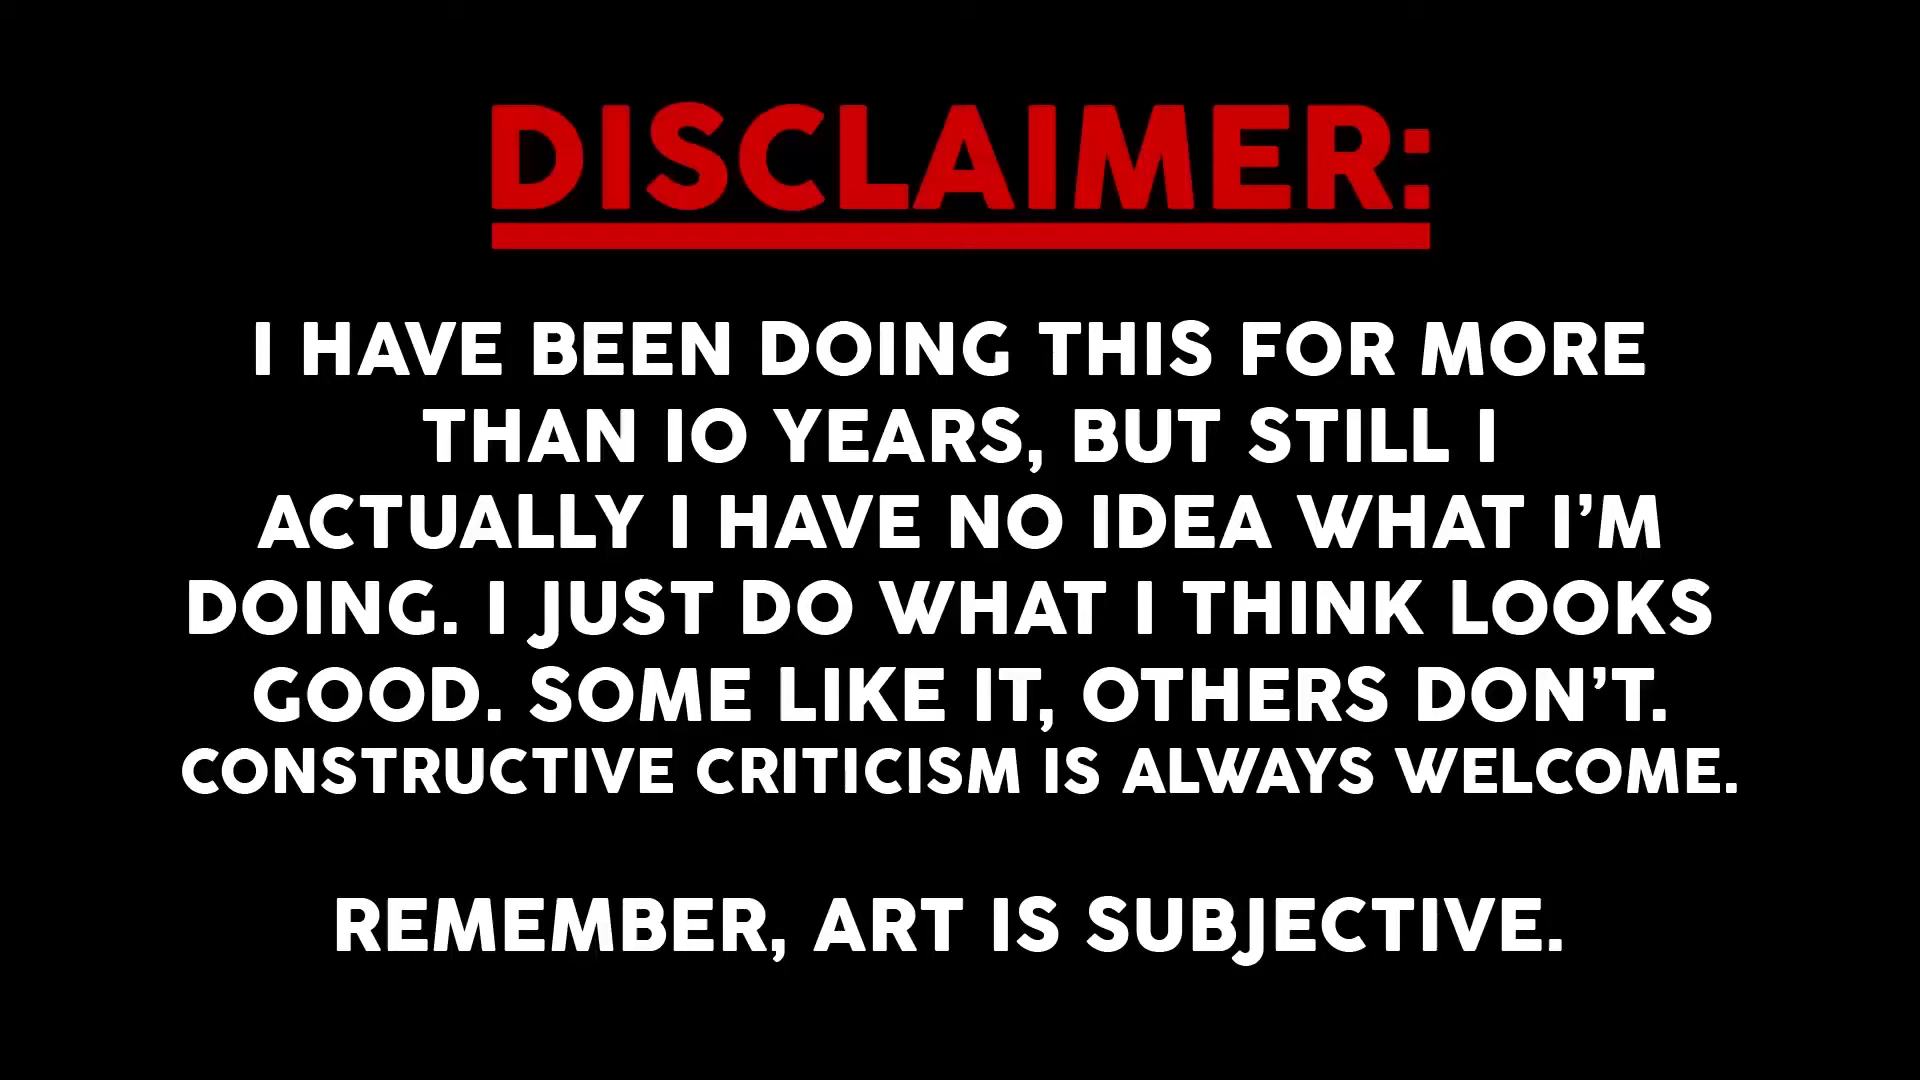 DISCLAIMER:
I HAVE BEEN DOING THIS FOR MORE
THAN 10 YEARS, BUT STILL I
ACTUALLY I HAVE NO IDEA WHAT I’M
DOING. I JUST DO WHAT I THINK LOOKS
GOOD. SOME LIKE IT, OTHERS DON’T.
CONSTRUCTIVE CRITICISM IS ALWAYS WELCOME.
REMEMBER, ART IS SUBJECTIVE.